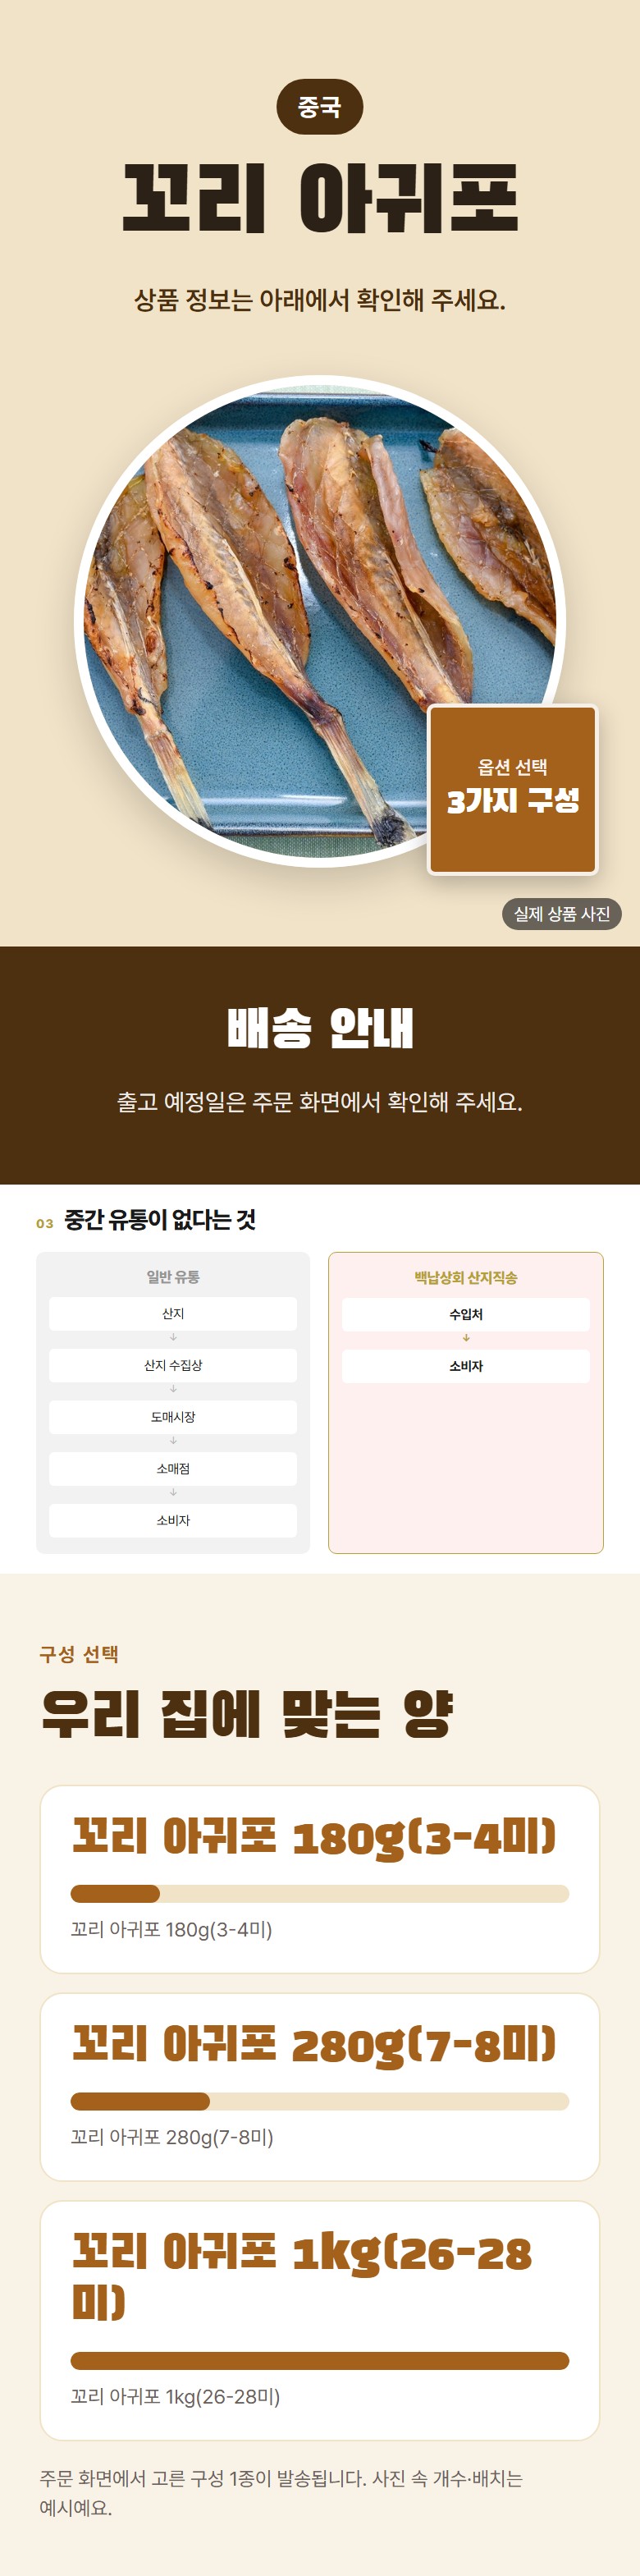 중국
꼬리 아귀포
상품 정보는 아래에서 확인해 주세요.
옵션 선택
3가지 구성
실제 상품 사진
배송 안내
출고 예정일은 주문 화면에서 확인해 주세요.
03 중간 유통이 없다는 것
일반 유통
산지
↓
산지 수집상
↓
도매시장
↓
소매점
↓
소비자
백납상회 산지직송
수입처
↓
소비자
구성 선택
우리 집에 맞는 양
꼬리 아귀포 180g(3-4미)
꼬리 아귀포 180g(3-4미)
꼬리 아귀포 280g(7-8미)
꼬리 아귀포 280g(7-8미)
꼬리 아귀포 1kg(26-28
미)
꼬리 아귀포 1kg(26-28미)
주문 화면에서 고른 구성 1종이 발송됩니다. 사진 속 개수·배치는
예시예요.